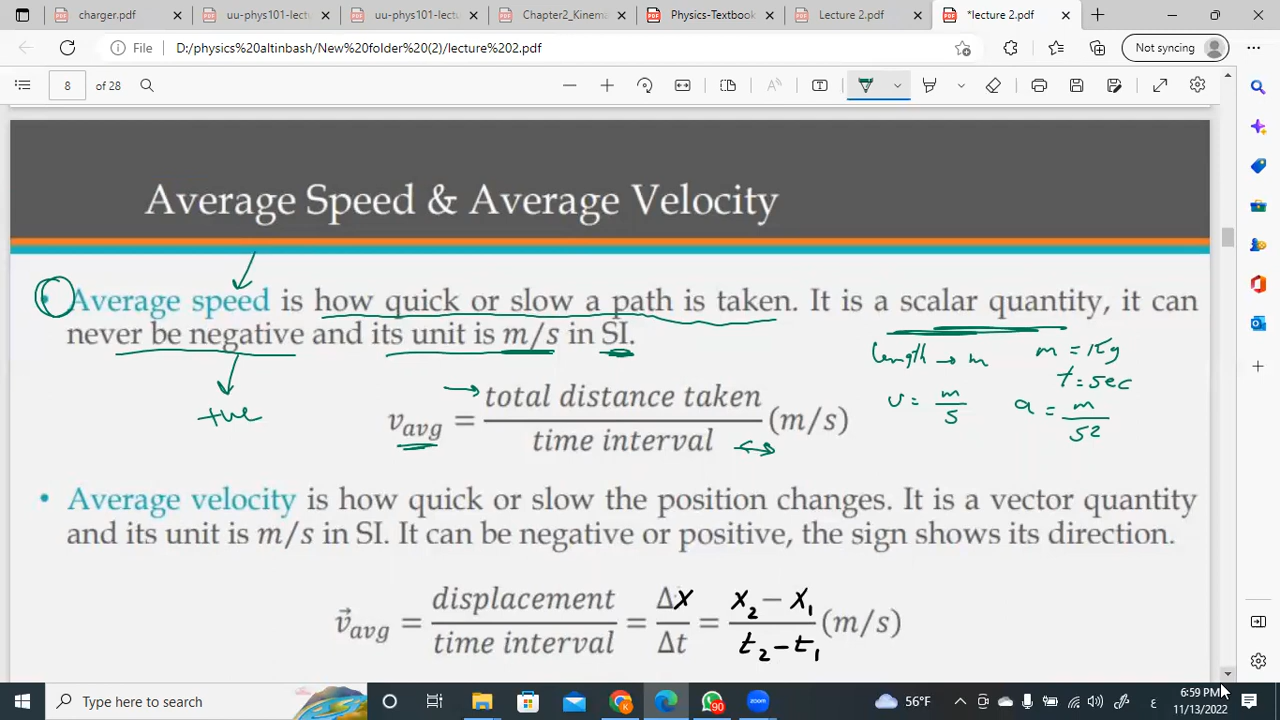 charger.pdf
uu-phys101-lect
uu-phys101-lectu
Chapter2_Kinema
Physics-Textbook
Lecture 2.pdf
*lecture 2.pdf
File
D:/physics%20altinbash/New%20folder%20(2)/lecture%202.pdf
Not syncing
8 of 28
Average Speed & Average Velocity
• Average speed is how quick or slow a path is taken. It is a scalar quantity, it can
never be negative and its unit is m/s in SI.
+ve
length → m
t = sec
v = m/s
a = m/s²
v_avg = total distance taken / time interval (m/s)
• Average velocity is how quick or slow the position changes. It is a vector quantity
and its unit is m/s in SI. It can be negative or positive, the sign shows its direction.
v⃗_avg = displacement / time interval = Δx / Δt = x₂ − x₁ / t₂ − t₁ (m/s)
Type here to search
90
zoom
56°F
ع
6:59 PM
11/13/2022